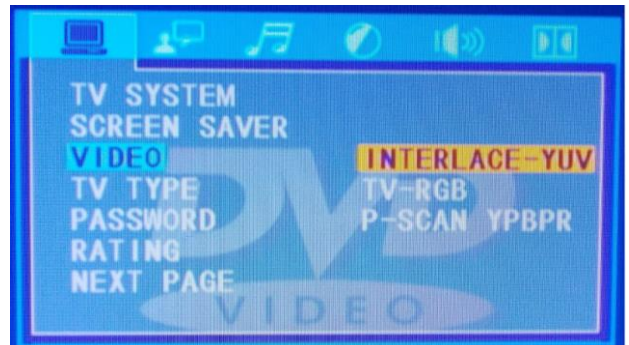 TV SYSTEM
SCREEN SAVER
VIDEO INTERLACE-YUV
TV TYPE TV-RGB
PASSWORD P-SCAN YPBPR
RATING
NEXT PAGE
DVD
VIDEO